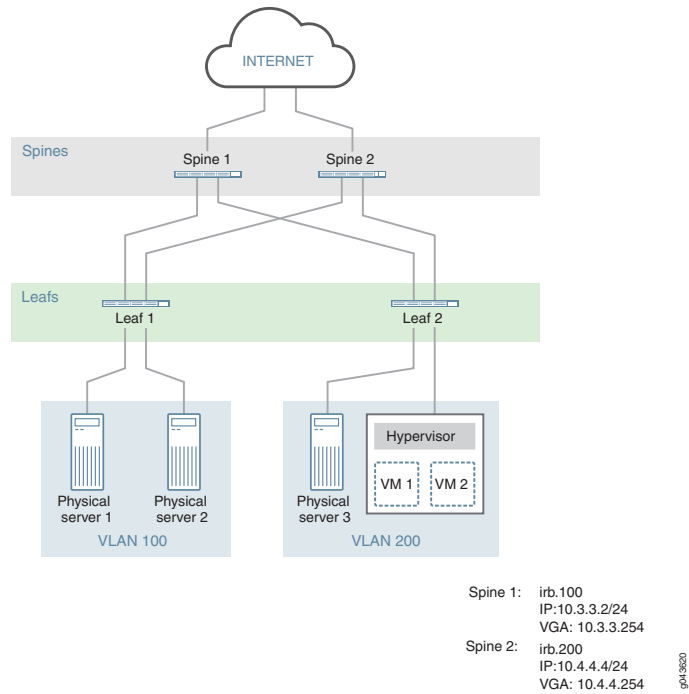 INTERNET
Spines
Spine 1
Spine 2
Leafs
Leaf 1
Leaf 2
Hypervisor
VM 1
VM 2
Physical
server 1
Physical
server 2
Physical
server 3
VLAN 100
VLAN 200
Spine 1: irb.100
IP:10.3.3.2/24
VGA: 10.3.3.254
Spine 2: irb.200
IP:10.4.4.4/24
VGA: 10.4.4.254
g043620